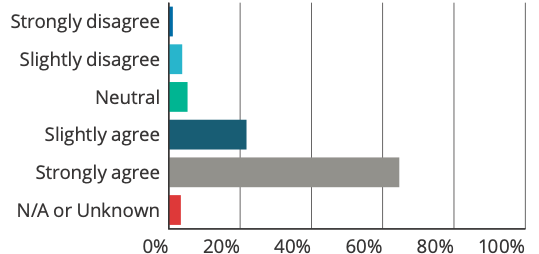 Strongly disagree
Slightly disagree
Neutral
Slightly agree
Strongly agree
N/A or Unknown
0% 20% 40% 60% 80% 100%